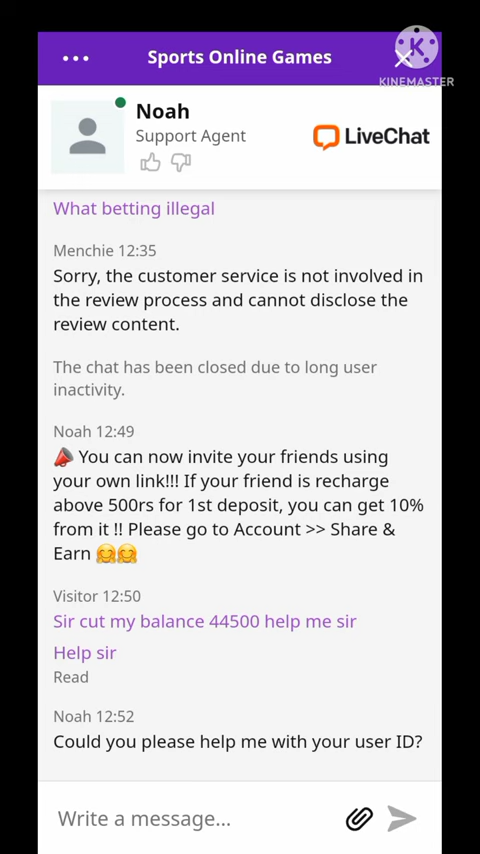 Sports Online Games
KINEMASTER
Noah
Support Agent
LiveChat
What betting illegal
Menchie 12:35
Sorry, the customer service is not involved in
the review process and cannot disclose the
review content.
The chat has been closed due to long user
inactivity.
Noah 12:49
📣 You can now invite your friends using
your own link!!! If your friend is recharge
above 500rs for 1st deposit, you can get 10%
from it !! Please go to Account >> Share &
Earn 🤗🤗
Visitor 12:50
Sir cut my balance 44500 help me sir
Help sir
Read
Noah 12:52
Could you please help me with your user ID?
Write a message...